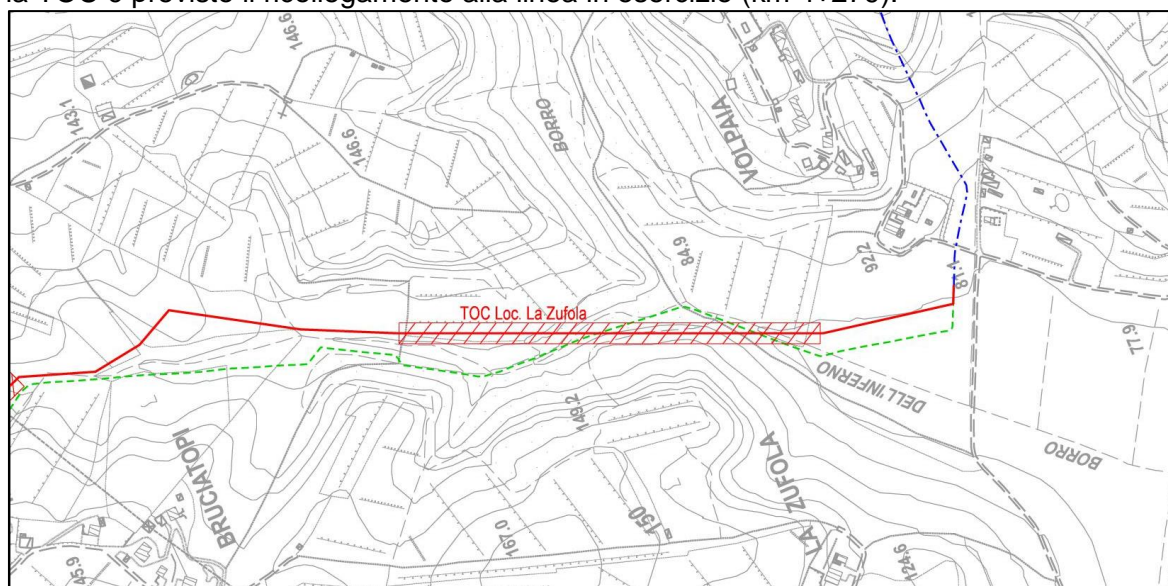 la TOC è previsto il ricollegamento alla linea in esercizio (km 4+270).
146.6
143.1
146.6
BORRO
VOLPAIA
84.9
92.2
81.1
77.9
TOC Loc. La Zufola
DELL'INFERNO
BORRO
149.2
BRUCIATOPI
LA ZUFOLA
150
167.0
124.6
45.9